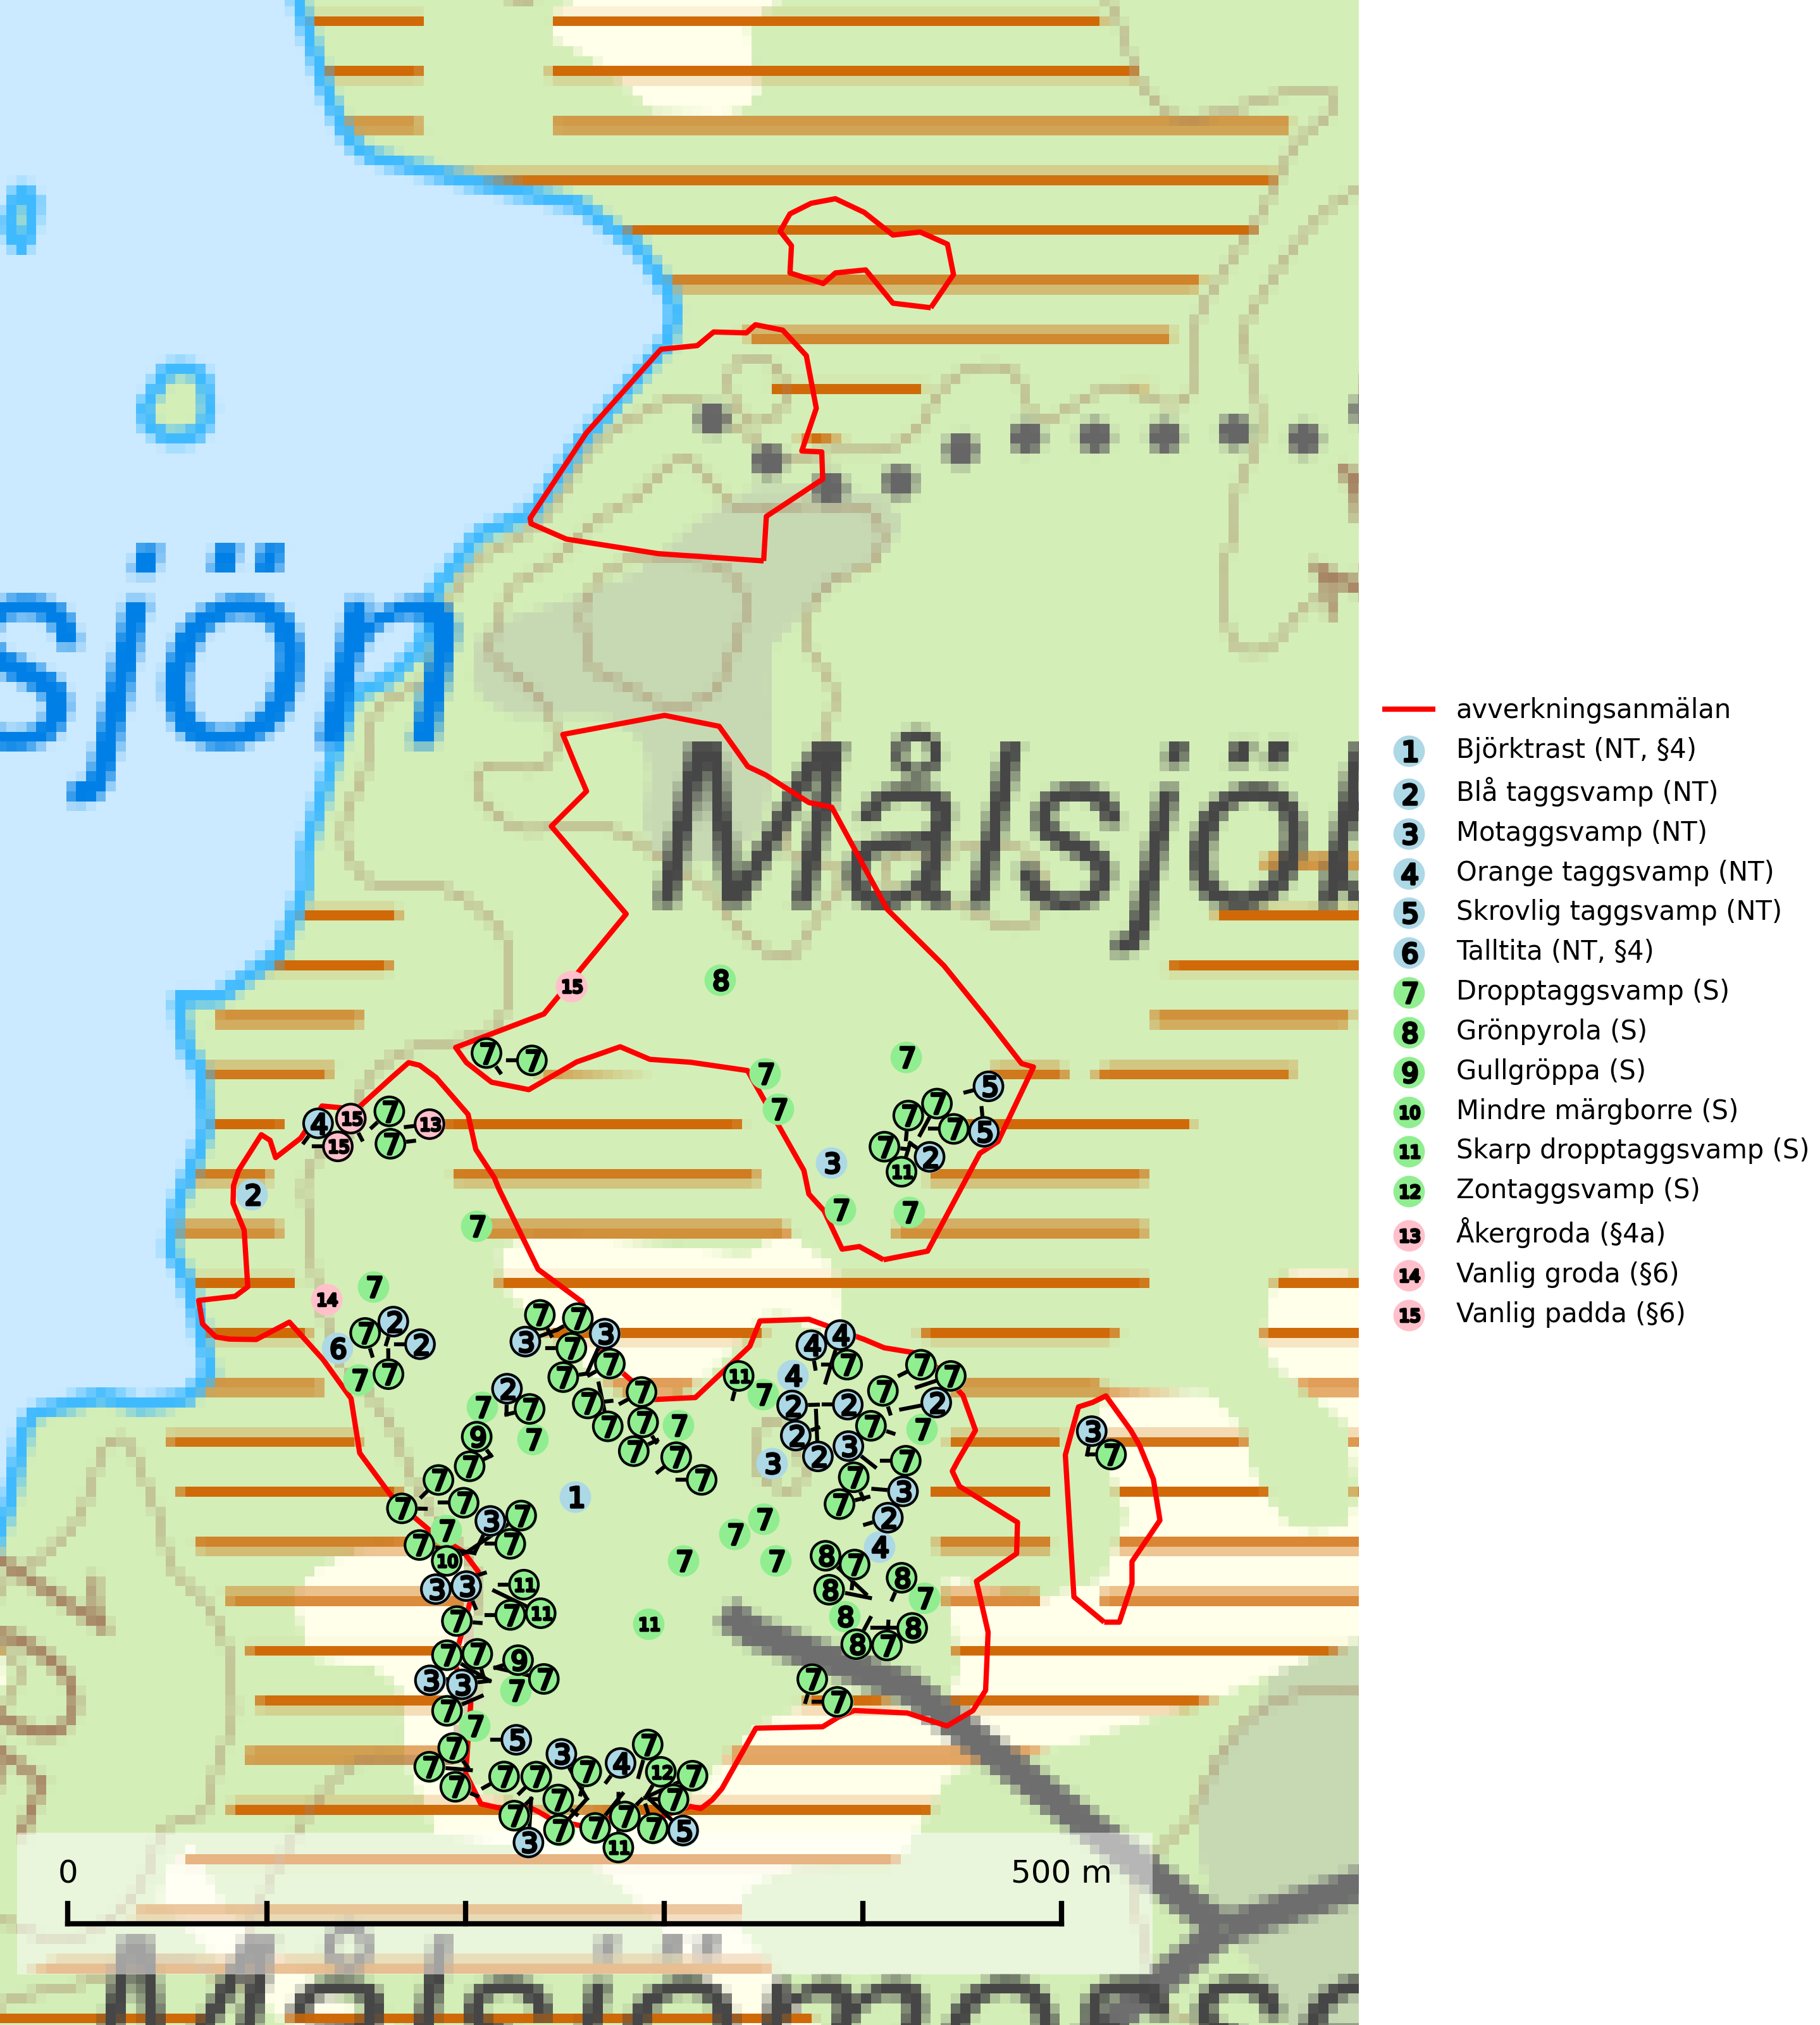 sjön
Målsjö
avverkningsanmälan
1 Björktrast (NT, §4)
2 Blå taggsvamp (NT)
3 Motaggsvamp (NT)
4 Orange taggsvamp (NT)
5 Skrovlig taggsvamp (NT)
6 Talltita (NT, §4)
7 Dropptaggsvamp (S)
8 Grönpyrola (S)
9 Gullgröppa (S)
10 Mindre märgborre (S)
11 Skarp dropptaggsvamp (S)
12 Zontaggsvamp (S)
13 Åkergroda (§4a)
14 Vanlig groda (§6)
15 Vanlig padda (§6)
0 500 m